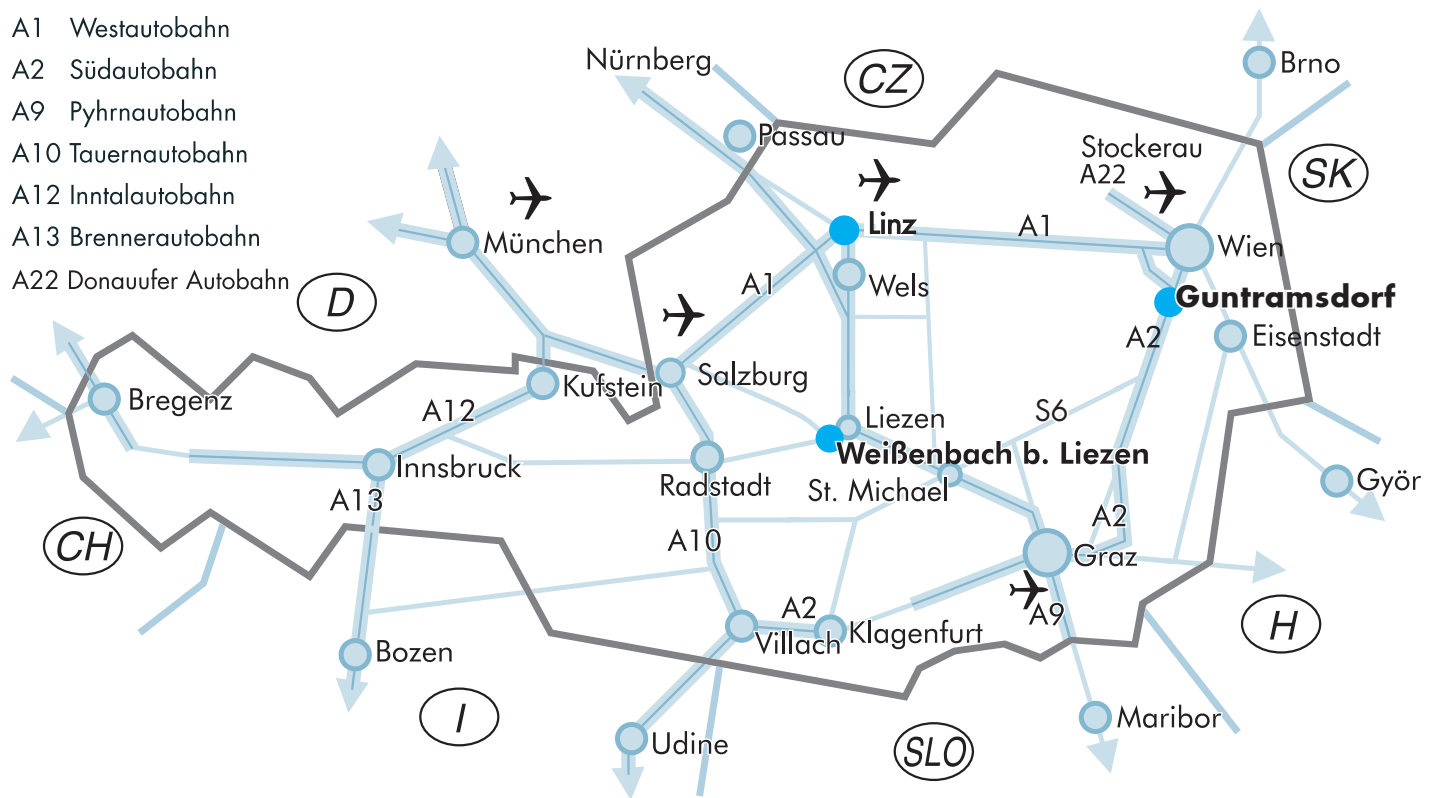 A1 Westautobahn
A2 Südautobahn
A9 Pyhrnautobahn
A10 Tauernautobahn
A12 Inntalautobahn
A13 Brennerautobahn
A22 Donauufer Autobahn
Nürnberg
CZ
Brno
Passau
Stockerau
A22
SK
München
Linz
A1
Wien
D
A1
Wels
Guntramsdorf
A2
Eisenstadt
Salzburg
Kufstein
Bregenz
A12
Liezen
S6
Weißenbach b. Liezen
Innsbruck
Radstadt
St. Michael
Györ
A13
A2
CH
A10
Graz
A2
A9
H
Klagenfurt
Villach
Bozen
I
Maribor
Udine
SLO